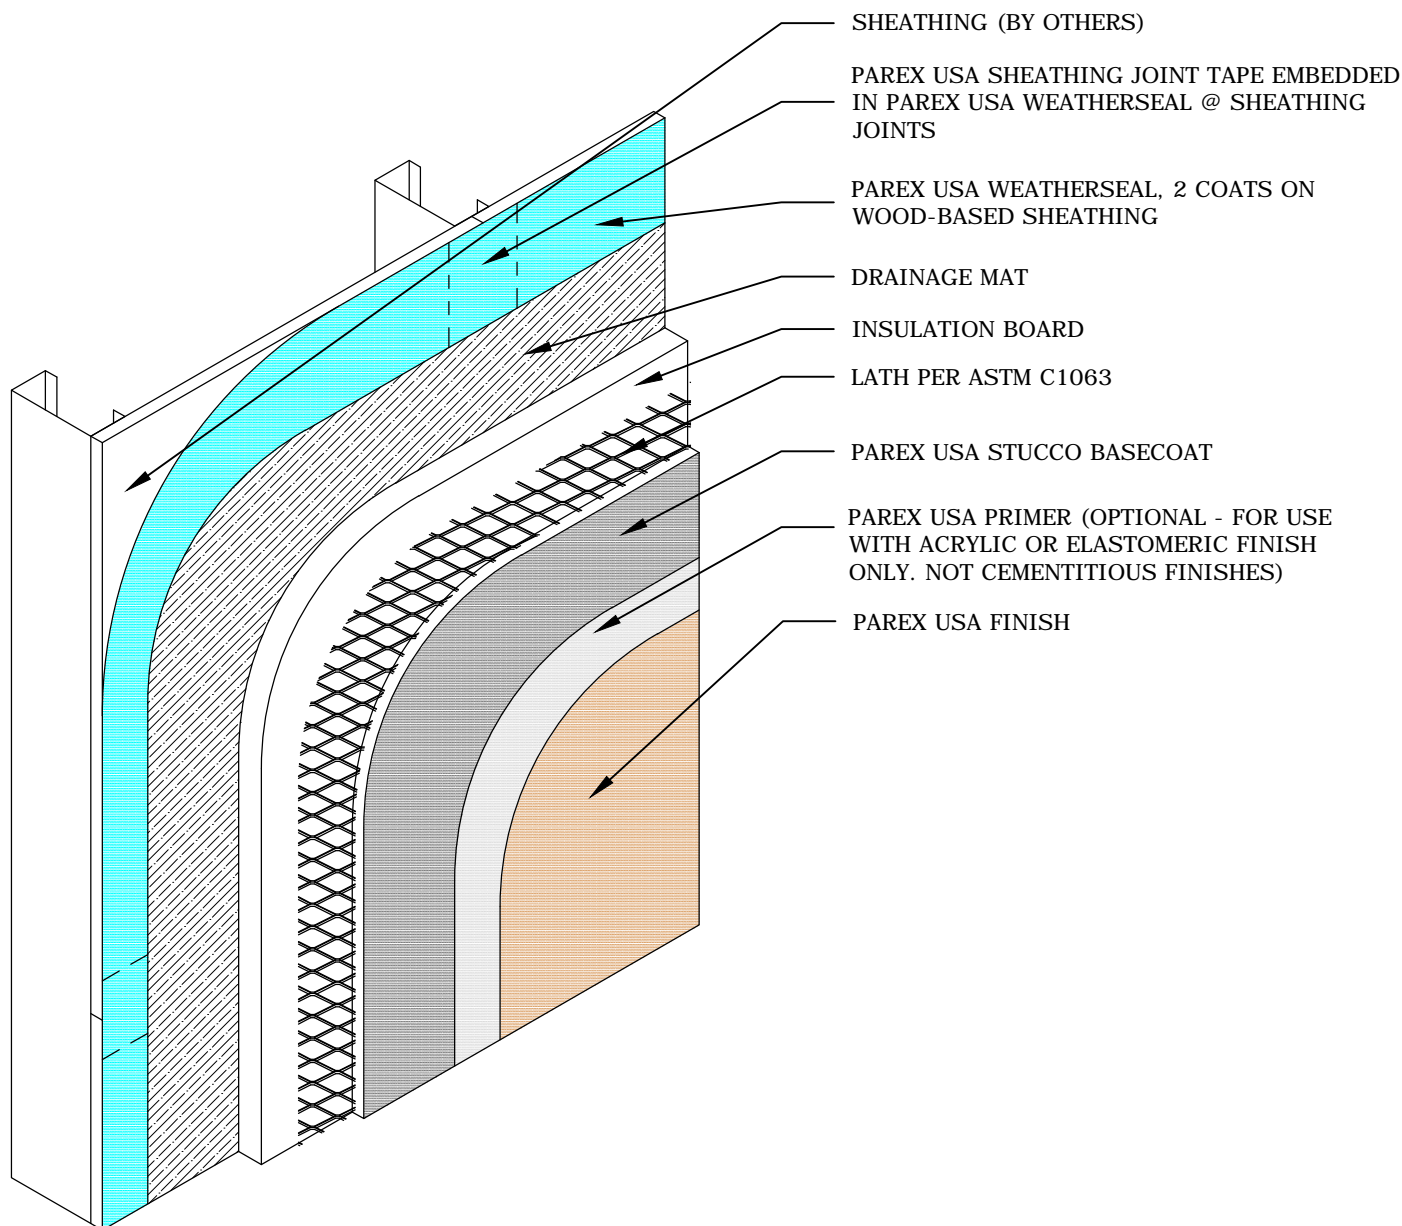 SHEATHING (BY OTHERS)
PAREX USA SHEATHING JOINT TAPE EMBEDDED
IN PAREX USA WEATHERSEAL @ SHEATHING
JOINTS
PAREX USA WEATHERSEAL, 2 COATS ON
WOOD-BASED SHEATHING
DRAINAGE MAT
INSULATION BOARD
LATH PER ASTM C1063
PAREX USA STUCCO BASECOAT
PAREX USA PRIMER (OPTIONAL - FOR USE
WITH ACRYLIC OR ELASTOMERIC FINISH
ONLY. NOT CEMENTITIOUS FINISHES)
PAREX USA FINISH